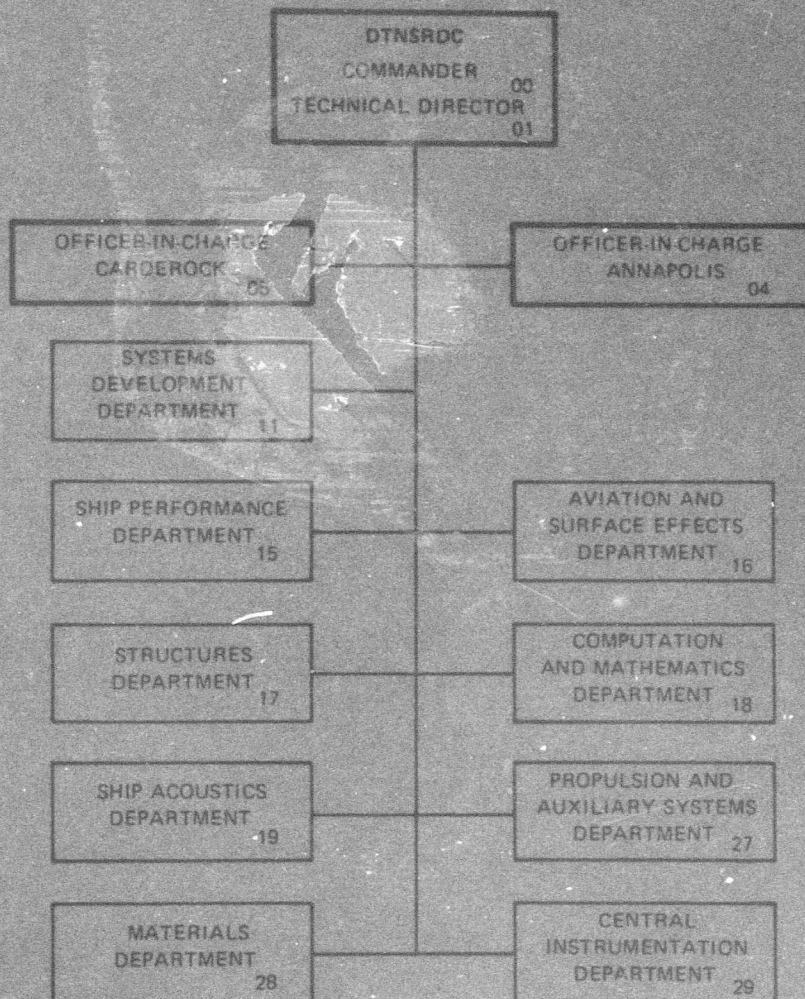 DTNSRDC
COMMANDER
00
TECHNICAL DIRECTOR
01
OFFICER-IN-CHARGE
CARDEROCK
05
OFFICER-IN-CHARGE
ANNAPOLIS
04
SYSTEMS
DEVELOPMENT
DEPARTMENT
11
SHIP PERFORMANCE
DEPARTMENT
15
AVIATION AND
SURFACE EFFECTS
DEPARTMENT
16
STRUCTURES
DEPARTMENT
17
COMPUTATION
AND MATHEMATICS
DEPARTMENT
18
SHIP ACOUSTICS
DEPARTMENT
19
PROPULSION AND
AUXILIARY SYSTEMS
DEPARTMENT
27
MATERIALS
DEPARTMENT
28
CENTRAL
INSTRUMENTATION
DEPARTMENT
29